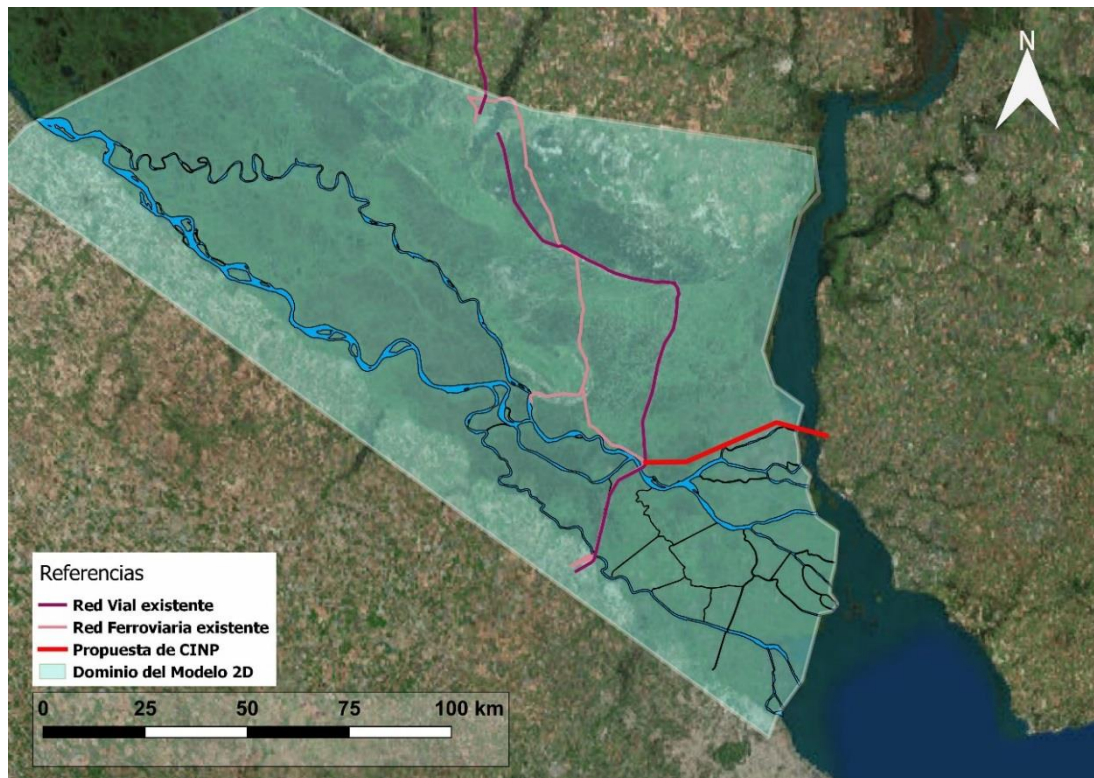 N
Referencias
Red Vial existente
Red Ferroviaria existente
Propuesta de CINP
Dominio del Modelo 2D
0 25 50 75 100 km